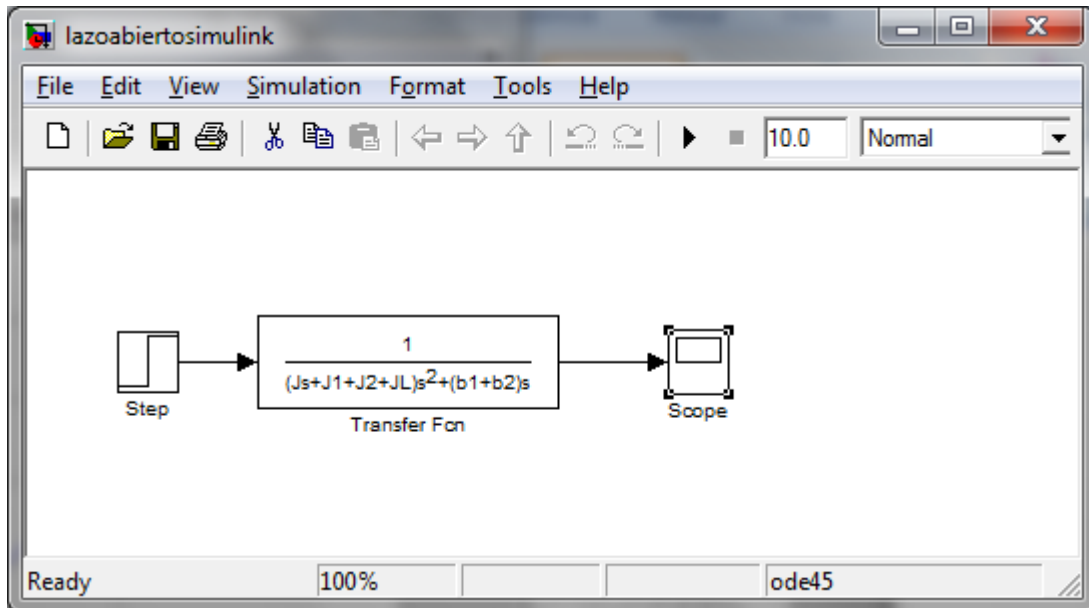 lazoabiertosimulink
File Edit View Simulation Format Tools Help
10.0 Normal
1
(Js+J1+J2+JL)s²+(b1+b2)s
Step
Transfer Fcn
Scope
Ready 100% ode45